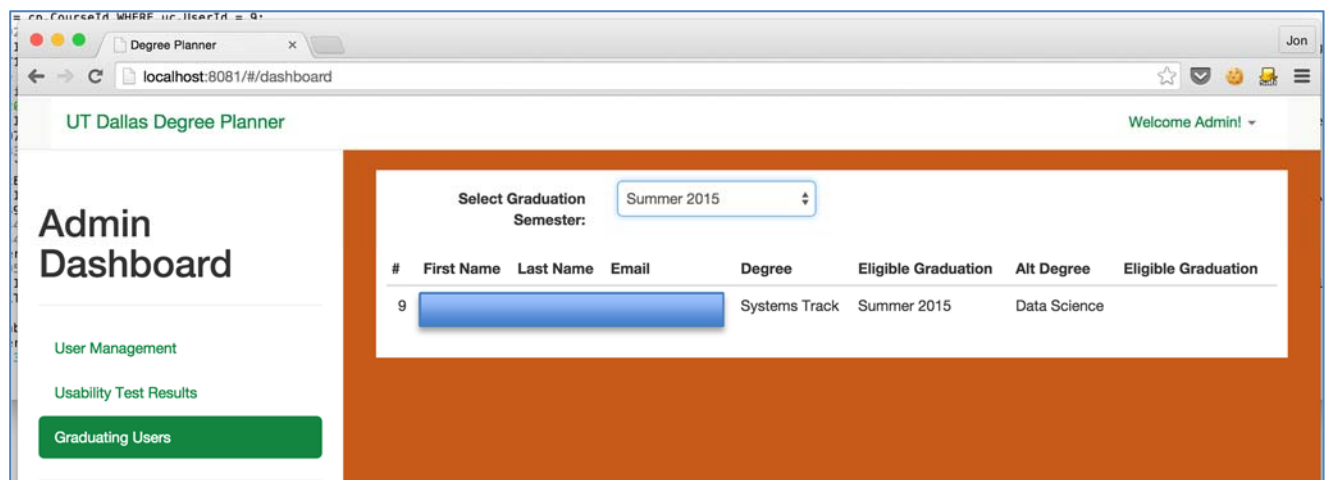 = cp.CourseId WHERE uc.UserId = 9;
Degree Planner
Jon
localhost:8081/#/dashboard
UT Dallas Degree Planner
Welcome Admin!
Admin
Dashboard
User Management
Usability Test Results
Graduating Users
Select Graduation
Semester:
Summer 2015
# First Name Last Name Email Degree Eligible Graduation Alt Degree Eligible Graduation
9 Systems Track Summer 2015 Data Science